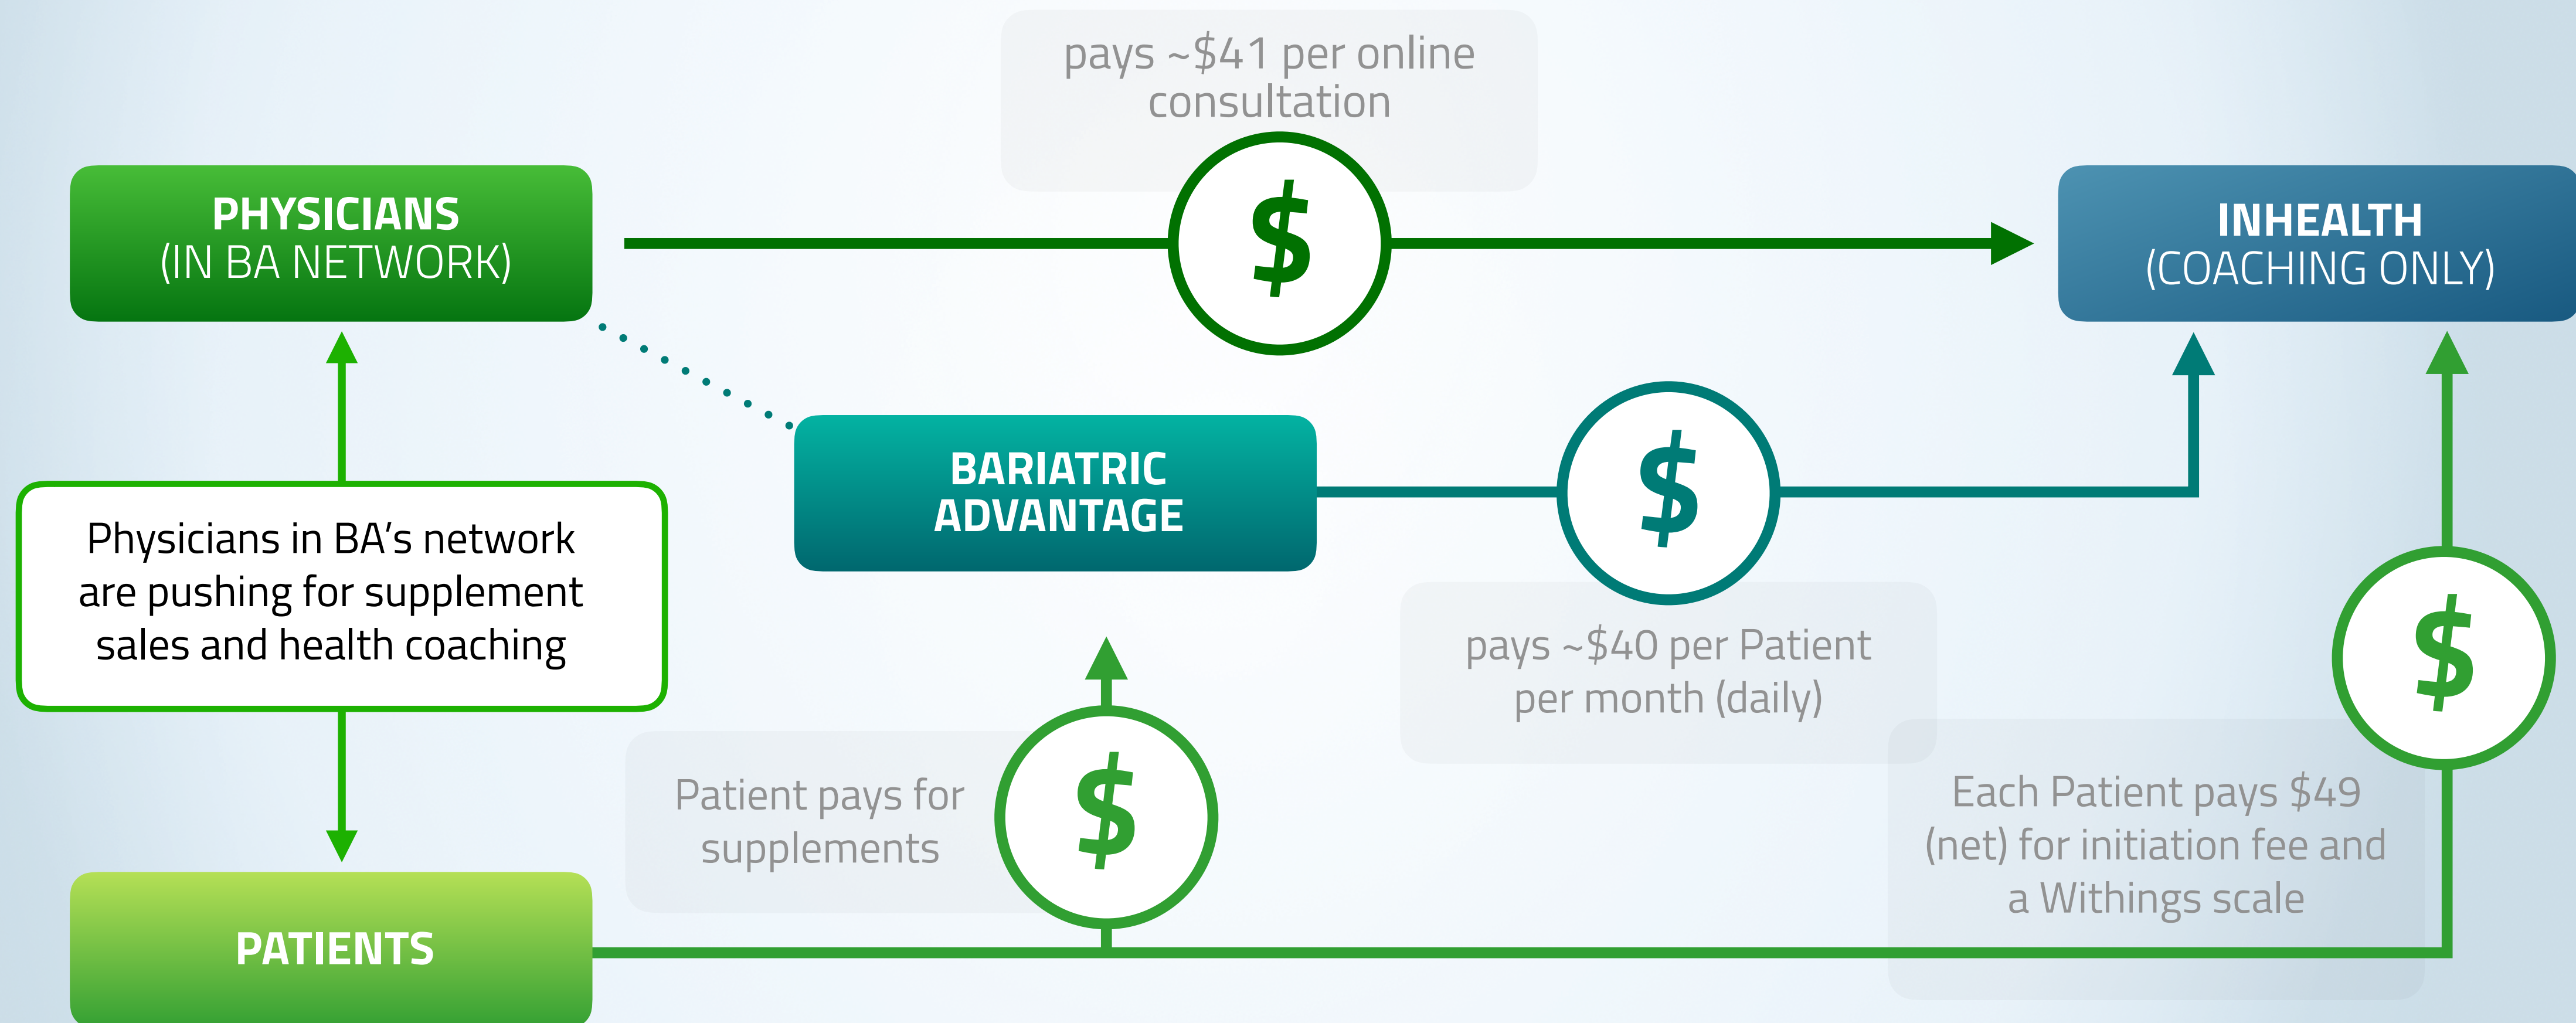 pays ~$41 per online
consultation
$
PHYSICIANS
(IN BA NETWORK)
INHEALTH
(COACHING ONLY)
BARIATRIC
ADVANTAGE
$
pays ~$40 per Patient
per month (daily)
Physicians in BA’s network
are pushing for supplement
sales and health coaching
$
Patient pays for
supplements
$
Each Patient pays $49
(net) for initiation fee and
a Withings scale
PATIENTS